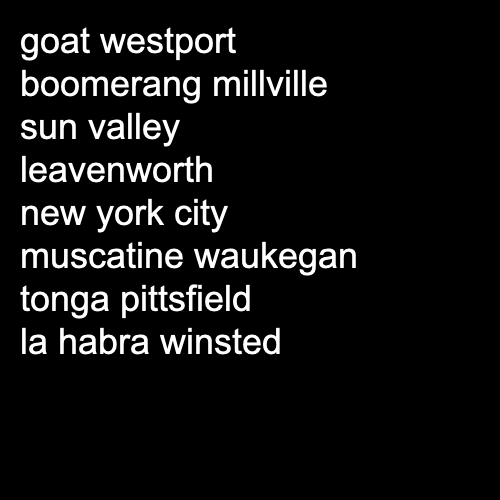 goat westport
boomerang millville
sun valley
leavenworth
new york city
muscatine waukegan
tonga pittsfield
la habra winsted